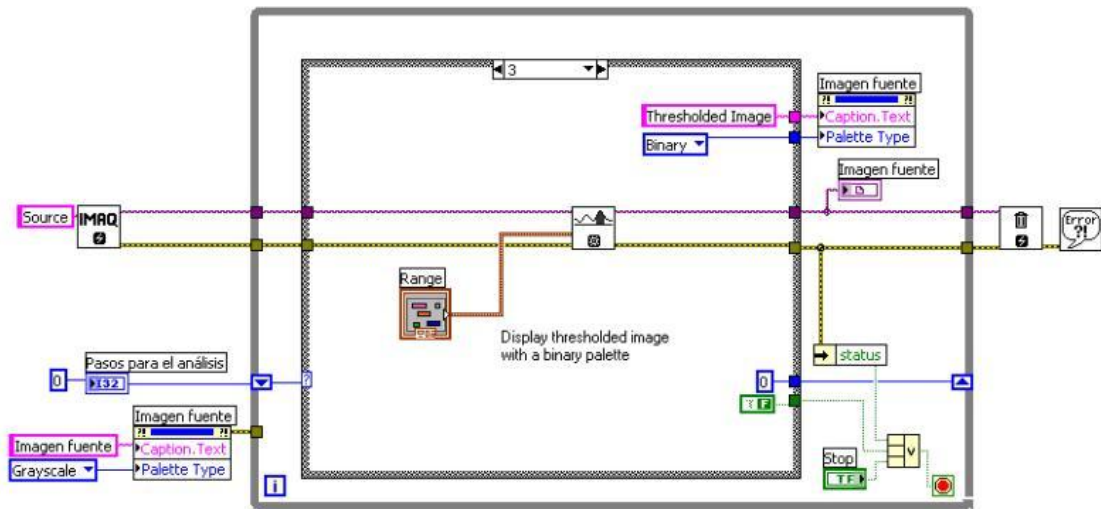 3
Imagen fuente
Thresholded Image
Caption.Text
Binary
Palette Type
Imagen fuente
Source
IMAQ
Error
?!
Range
Display thresholded image
with a binary palette
Pasos para el análisis
0
I32
?
0
status
T F
Imagen fuente
Imagen fuente
Caption.Text
Grayscale
Palette Type
Stop
TF
V
i